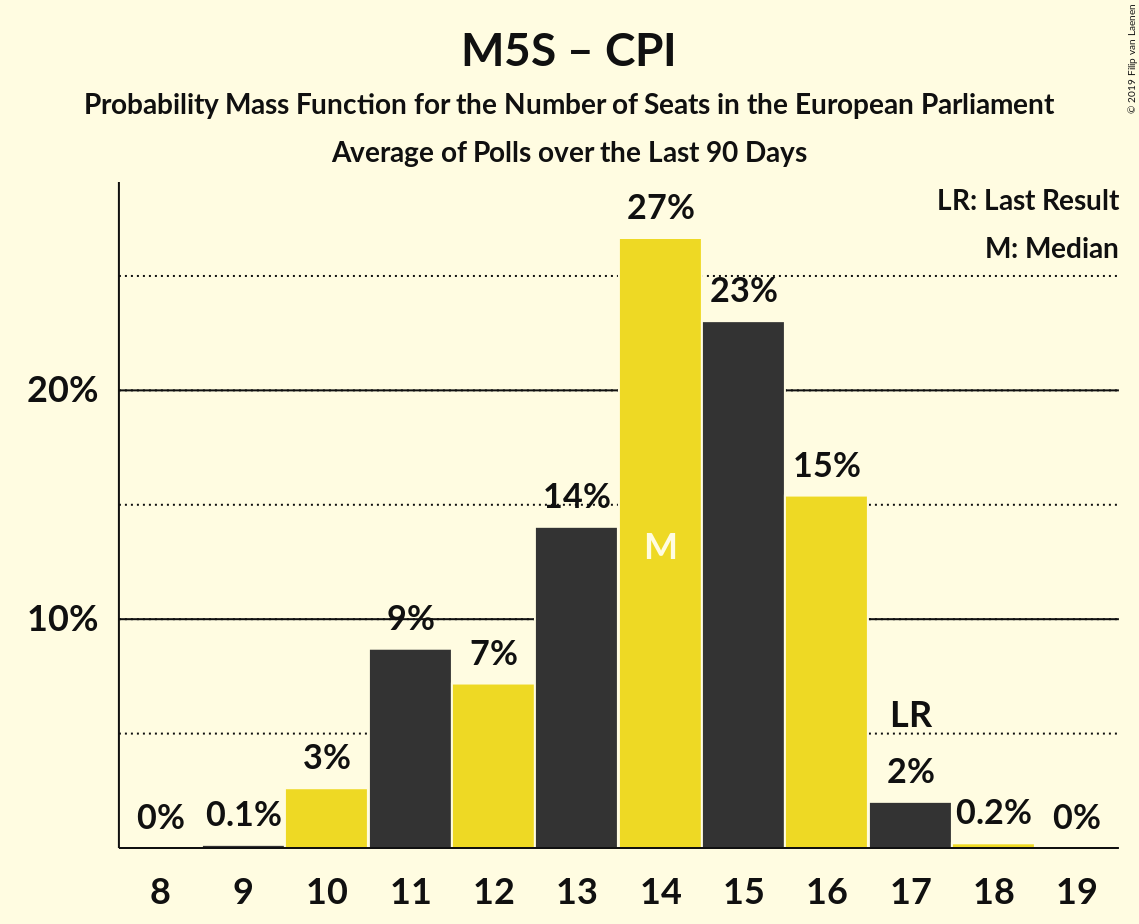 M5S – CPI
Probability Mass Function for the Number of Seats in the European Parliament
Average of Polls over the Last 90 Days
© 2019 Filip van Laenen
LR: Last Result
M: Median
27%
23%
20%
15%
14%
M
10%
9%
7%
LR
3%
2%
0%
0.1%
0.2%
0%
8 9 10 11 12 13 14 15 16 17 18 19